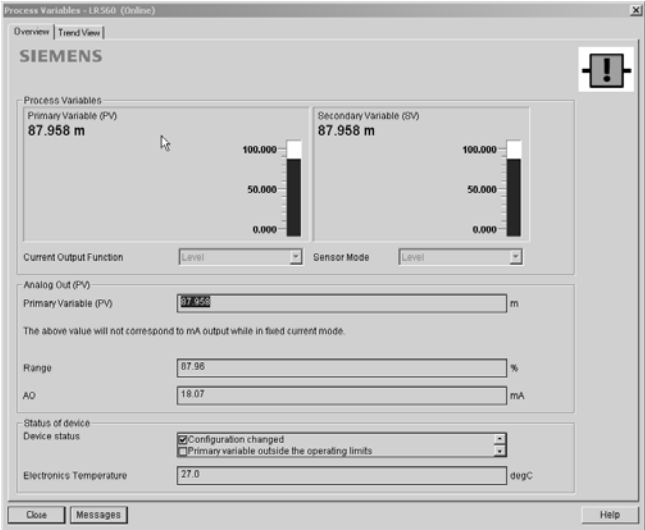 Process Variables - LR560 (Online)
Overview
Trend View
SIEMENS
Process Variables
Primary Variable (PV)
87.958 m
100.000
50.000
0.000
Secondary Variable (SV)
87.958 m
100.000
50.000
0.000
Current Output Function
Level
Sensor Mode
Level
Analog Out (PV)
Primary Variable (PV)
87.958
m
The above value will not correspond to mA output while in fixed current mode.
Range
87.96
%
AO
18.07
mA
Status of device
Device status
Configuration changed
Primary variable outside the operating limits
Electronics Temperature
27.0
degC
Close
Messages
Help